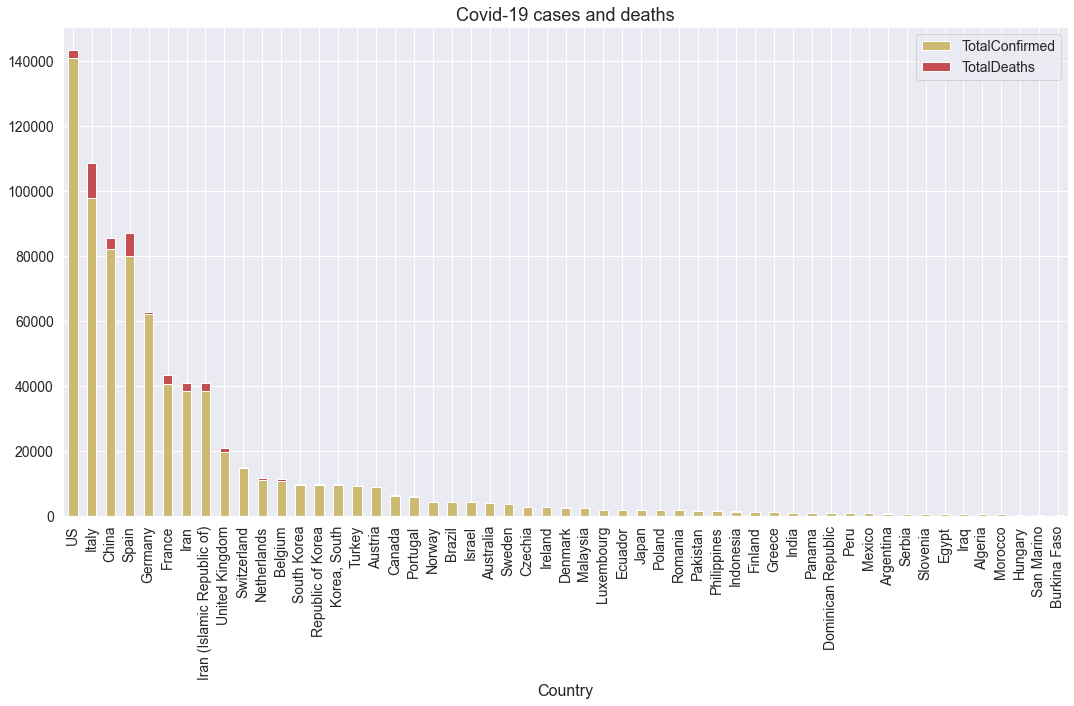 Covid-19 cases and deaths
TotalConfirmed
TotalDeaths
140000
120000
100000
80000
60000
40000
20000
0
US
Italy
China
Spain
Germany
France
Iran
Iran (Islamic Republic of)
United Kingdom
Switzerland
Netherlands
Belgium
South Korea
Republic of Korea
Korea, South
Turkey
Austria
Canada
Portugal
Norway
Brazil
Israel
Australia
Sweden
Czechia
Ireland
Denmark
Malaysia
Luxembourg
Ecuador
Japan
Poland
Romania
Pakistan
Philippines
Indonesia
Finland
Greece
India
Panama
Dominican Republic
Peru
Mexico
Argentina
Serbia
Slovenia
Egypt
Iraq
Algeria
Morocco
Hungary
San Marino
Burkina Faso
Country